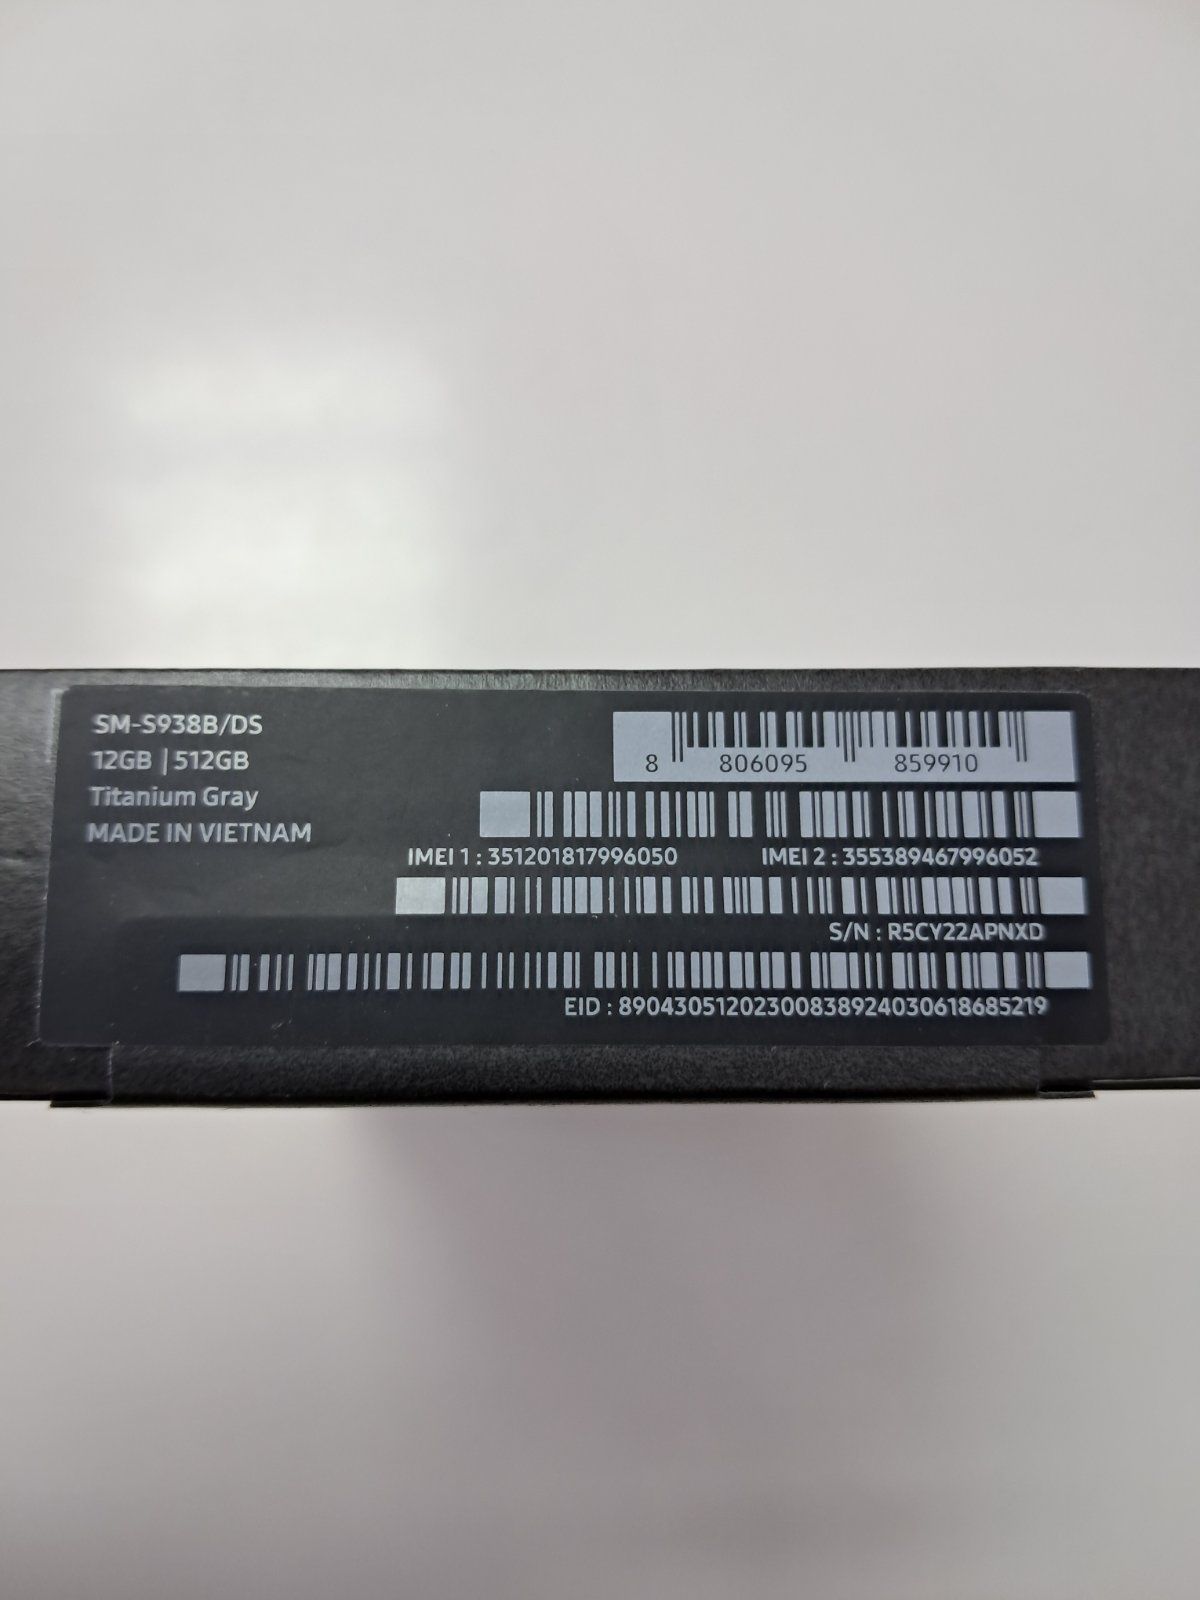 SM-S938B/DS
12GB | 512GB
Titanium Gray
MADE IN VIETNAM
8 806095 859910
IMEI 1 : 351201817996050 IMEI 2 : 355389467996052
S/N : R5CY22APNXD
EID : 89043051202300838924030618685219